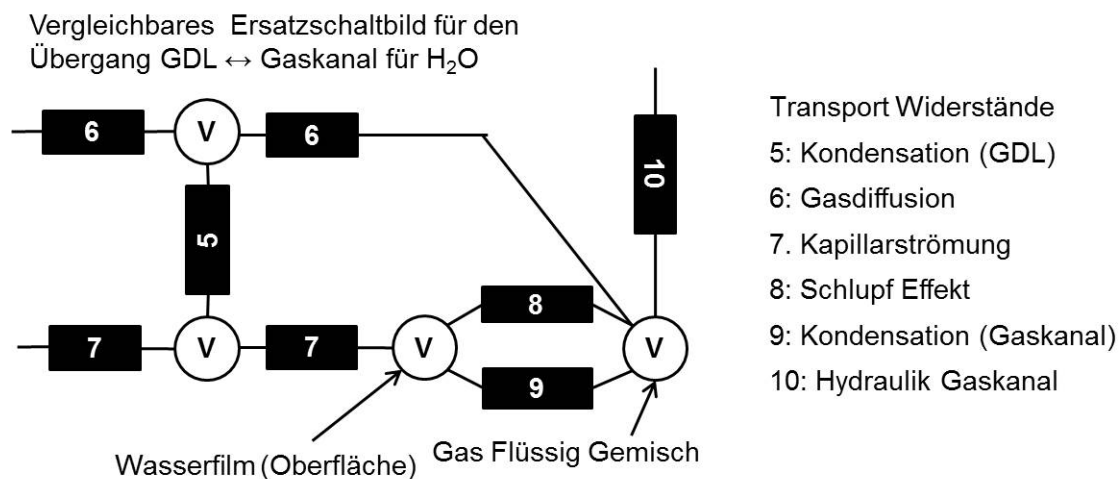 Vergleichbares Ersatzschaltbild für den
Übergang GDL ↔ Gaskanal für H₂O
6
V
6
10
5
7
V
7
V
8
9
V
Wasserfilm (Oberfläche)
Gas Flüssig Gemisch
Transport Widerstände
5: Kondensation (GDL)
6: Gasdiffusion
7. Kapillarströmung
8: Schlupf Effekt
9: Kondensation (Gaskanal)
10: Hydraulik Gaskanal